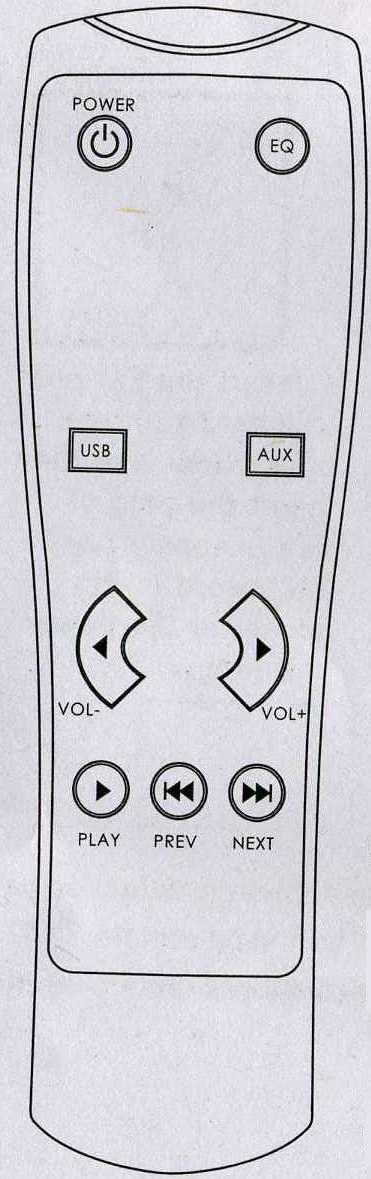 POWER
EQ
USB
AUX
VOL-
VOL+
PLAY
PREV
NEXT